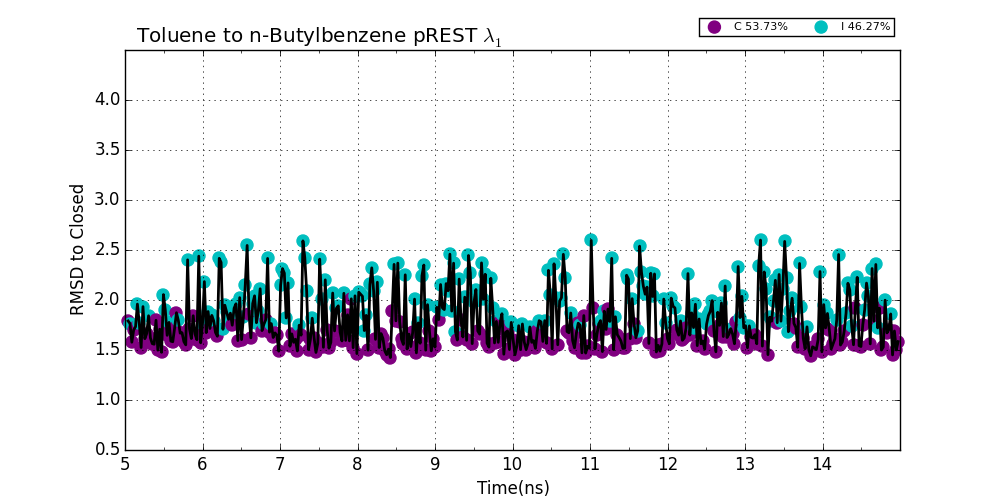 Toluene to n-Butylbenzene pREST λ1
C 53.73% I 46.27%
RMSD to Closed
4.0
3.5
3.0
2.5
2.0
1.5
1.0
0.5
5 6 7 8 9 10 11 12 13 14
Time(ns)